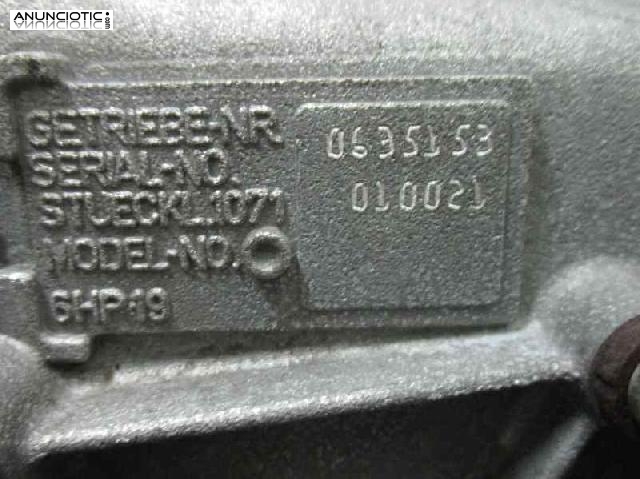 ANUNCIOTIC.com
GETRIEBE-NR. 0635153
SERIAL-NO.
STUECKL.1071 010021
MODEL-NO.
6HP19